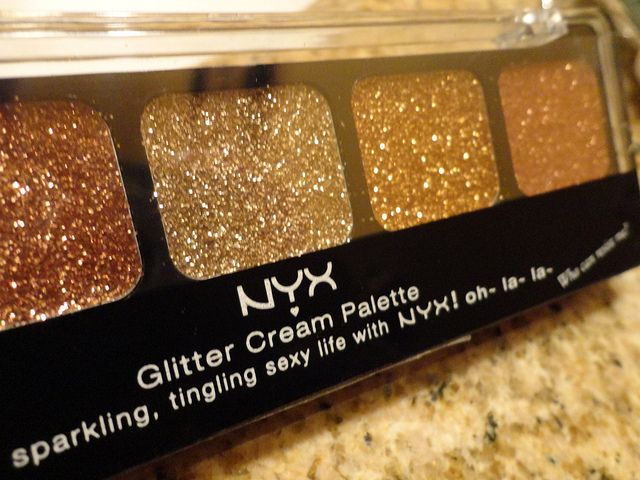 NYX
Glitter Cream Palette
sparkling, tingling sexy life with NYX! oh- la- la-
Who can resist me?